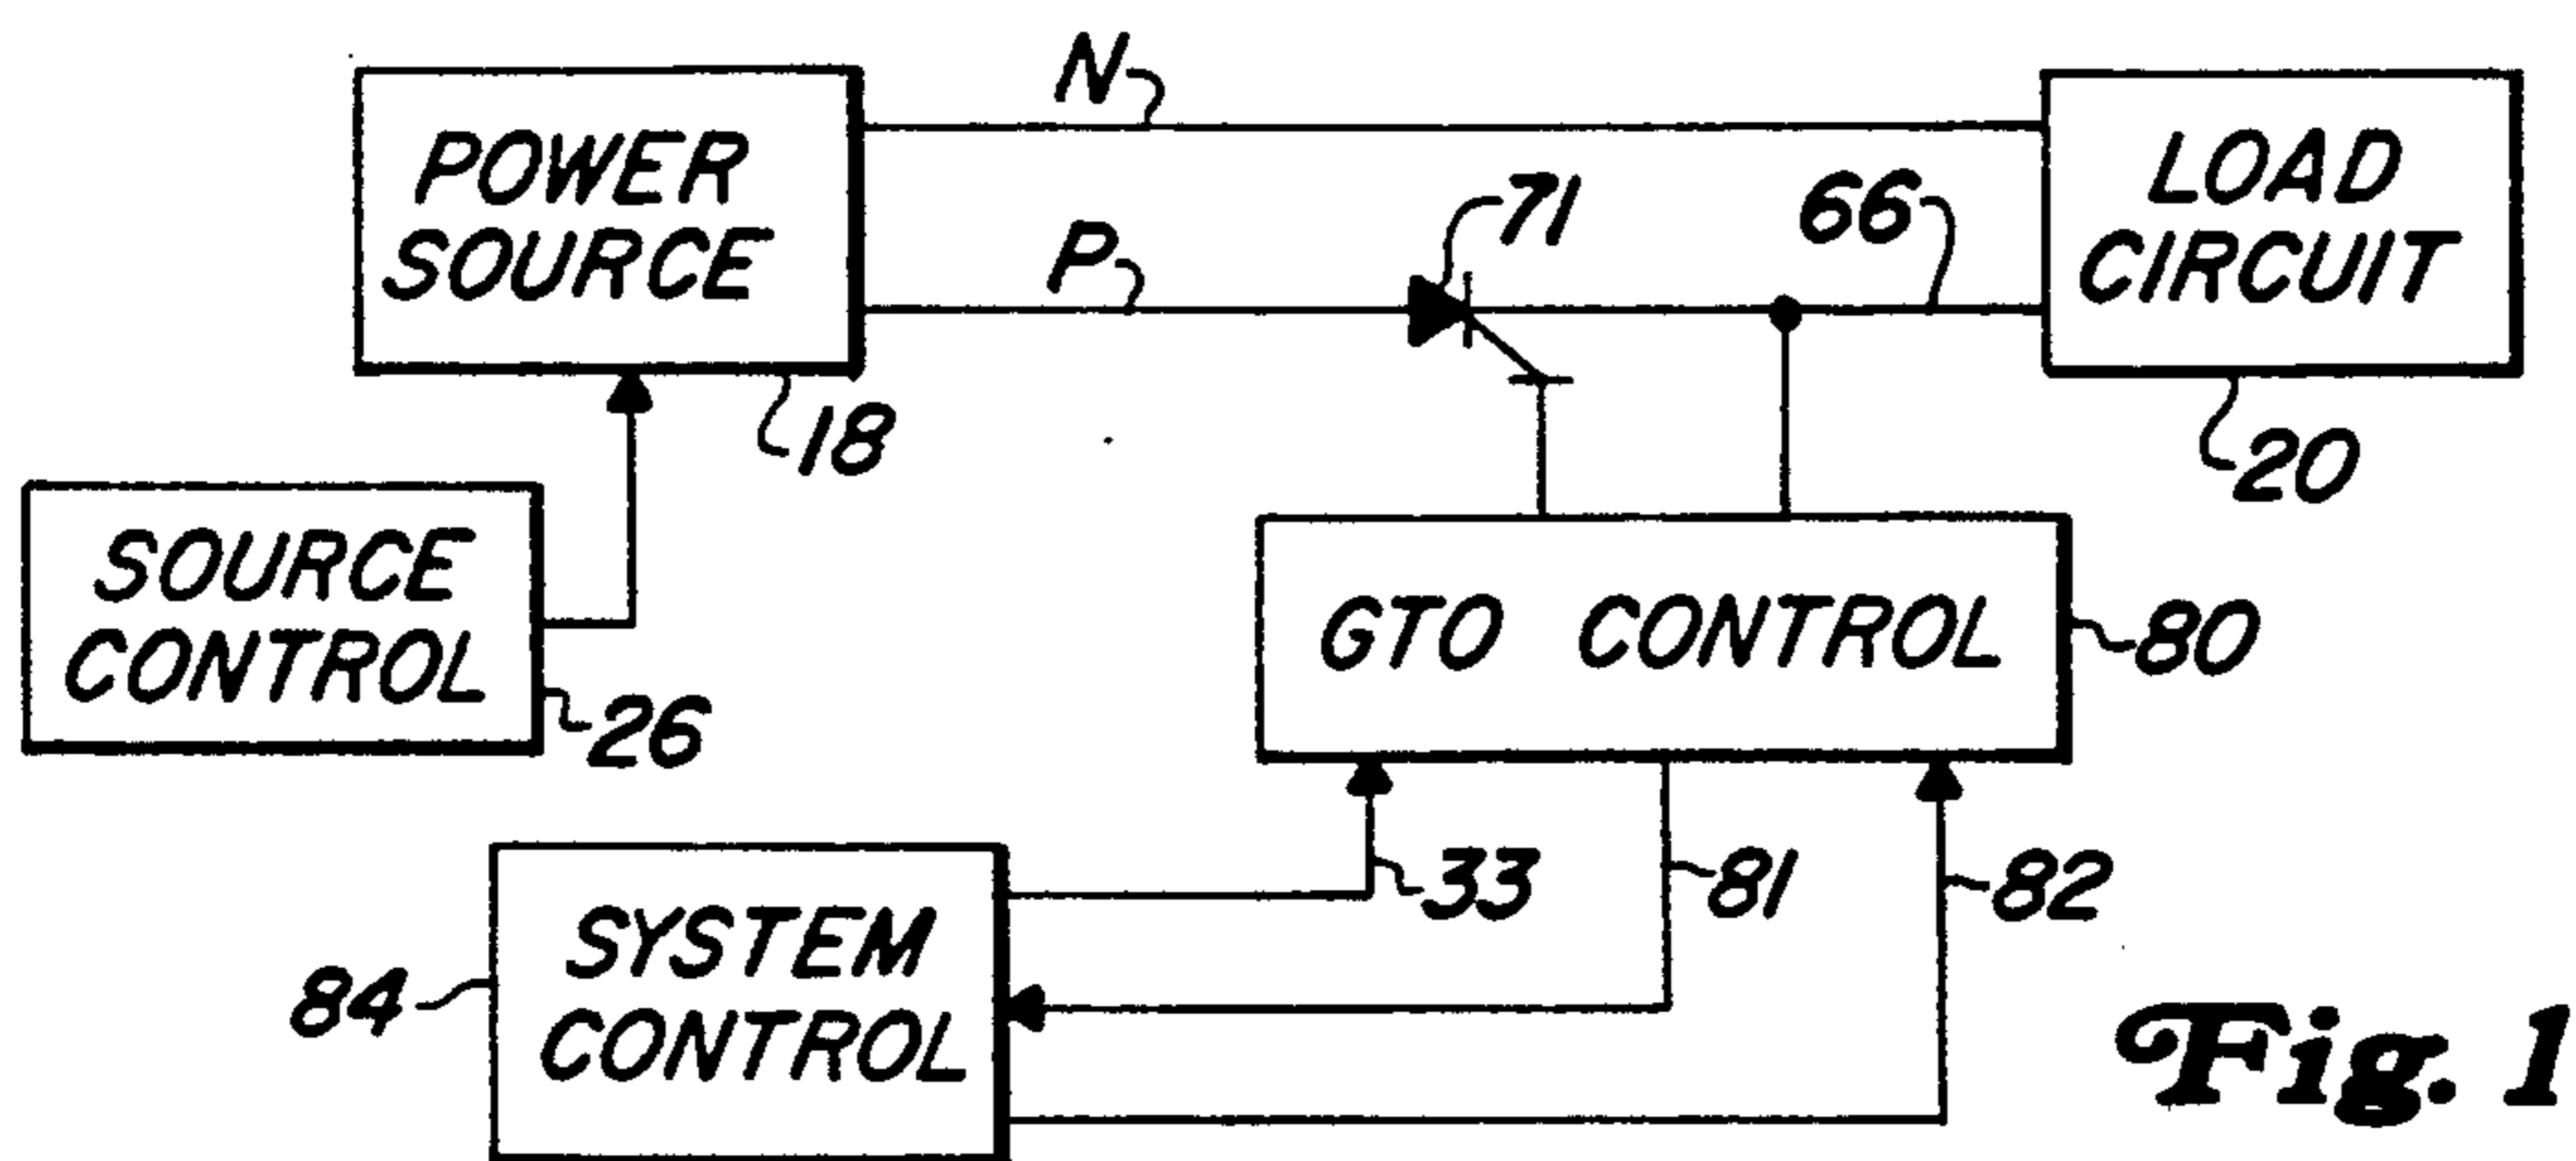 N
POWER
SOURCE
LOAD
CIRCUIT
P
71
66
18
20
SOURCE
CONTROL
26
GTO CONTROL
80
33
81
82
SYSTEM
CONTROL
84
Fig. 1